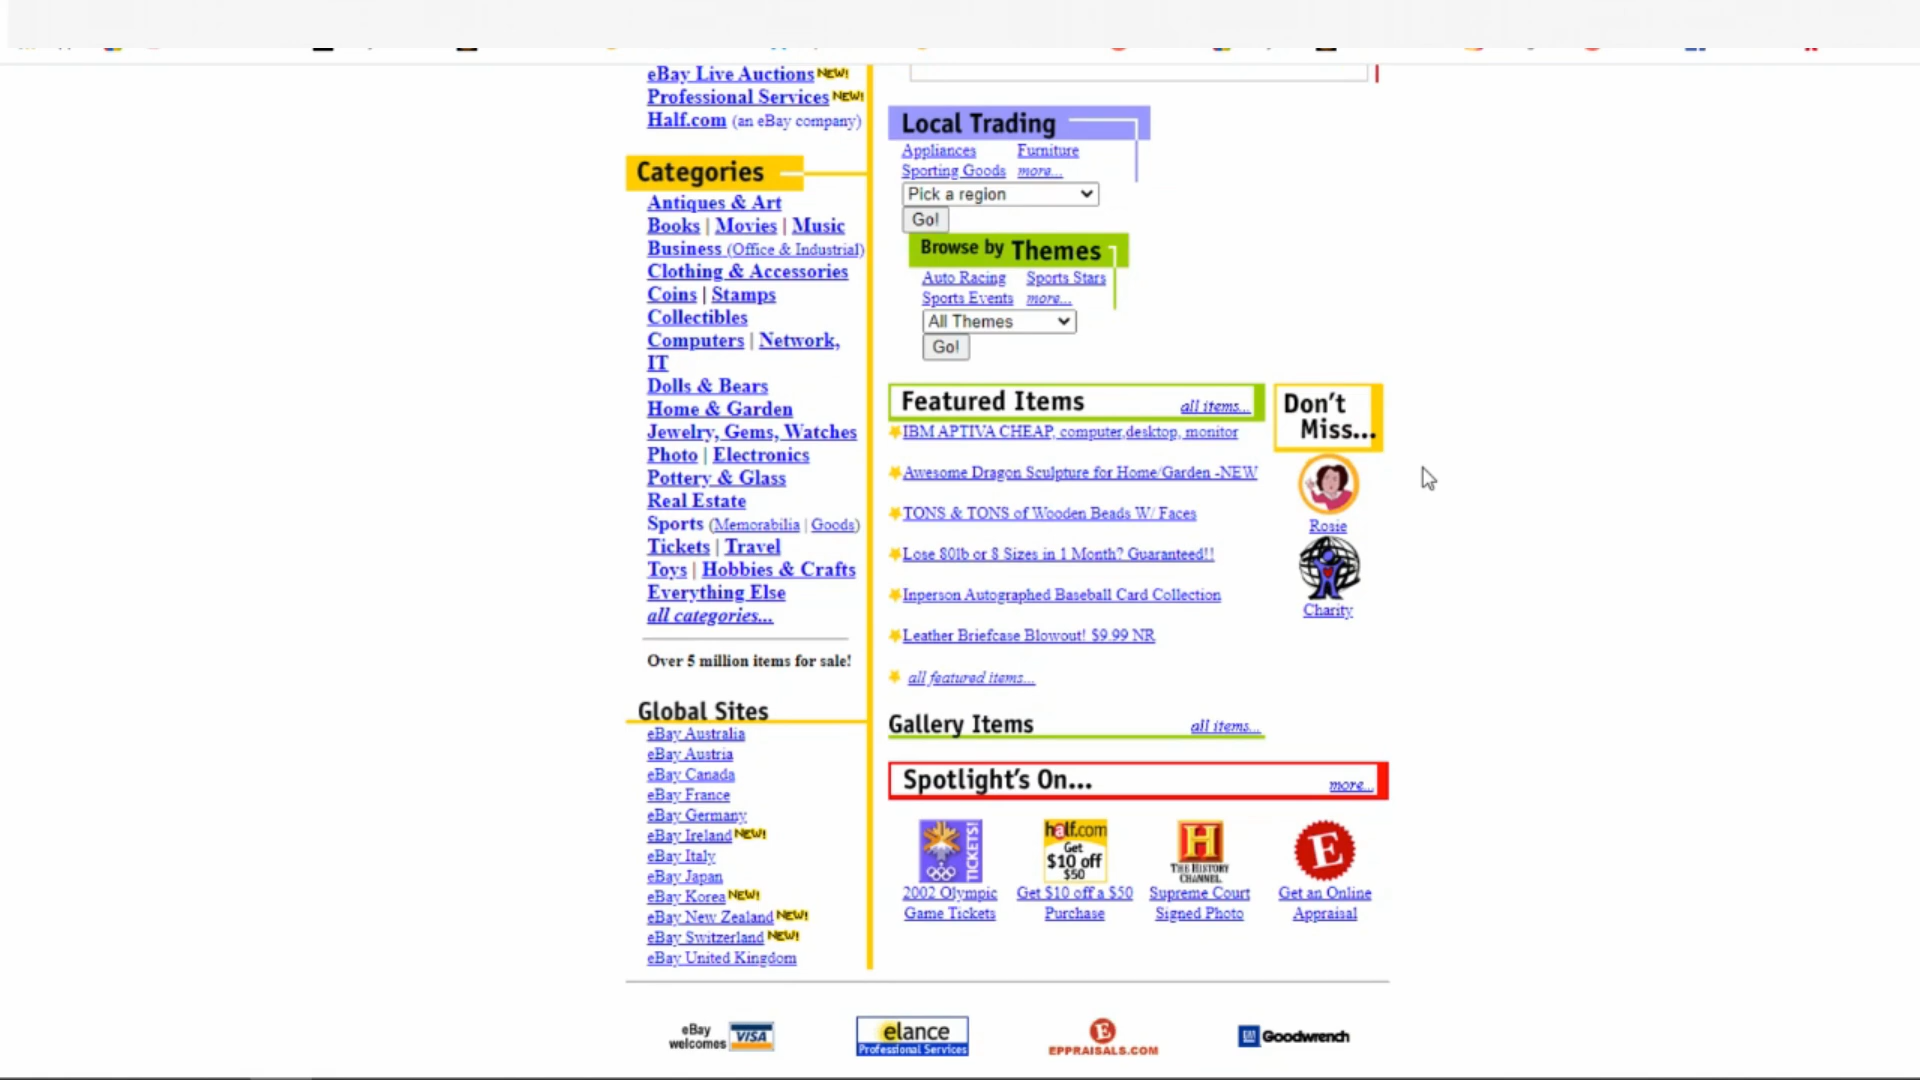 eBay Live Auctions NEW!
Professional Services NEW!
Half.com (an eBay company)
Categories
Antiques & Art
Books | Movies | Music
Business (Office & Industrial)
Clothing & Accessories
Coins | Stamps
Collectibles
Computers | Network,
IT
Dolls & Bears
Home & Garden
Jewelry, Gems, Watches
Photo | Electronics
Pottery & Glass
Real Estate
Sports (Memorabilia | Goods)
Tickets | Travel
Toys | Hobbies & Crafts
Everything Else
all categories...
Over 5 million items for sale!
Global Sites
eBay Australia
eBay Austria
eBay Canada
eBay France
eBay Germany
eBay Ireland NEW!
eBay Italy
eBay Japan
eBay Korea NEW!
eBay New Zealand NEW!
eBay Switzerland NEW!
eBay United Kingdom
Local Trading
Appliances Furniture
Sporting Goods more...
Pick a region
Go!
Browse by Themes
Auto Racing Sports Stars
Sports Events more...
All Themes
Go!
Featured Items all items...
IBM APTIVA CHEAP, computer,desktop, monitor
Awesome Dragon Sculpture for Home/Garden -NEW
TONS & TONS of Wooden Beads W/ Faces
Lose 80lb or 8 Sizes in 1 Month? Guaranteed!!
Inperson Autographed Baseball Card Collection
Leather Briefcase Blowout! $9.99 NR
all featured items...
Don't
Miss...
Rosie
Charity
Gallery Items all items...
Spotlight's On... more...
TICKETS!
2002 Olympic
Game Tickets
half.com
Get
$10 off
$50
Get $10 off a $50
Purchase
H
THE HISTORY
CHANNEL.
Supreme Court
Signed Photo
E
Get an Online
Appraisal
eBay
welcomes VISA
elance
Professional Services
E
EPPRAISALS.COM
GM Goodwrench